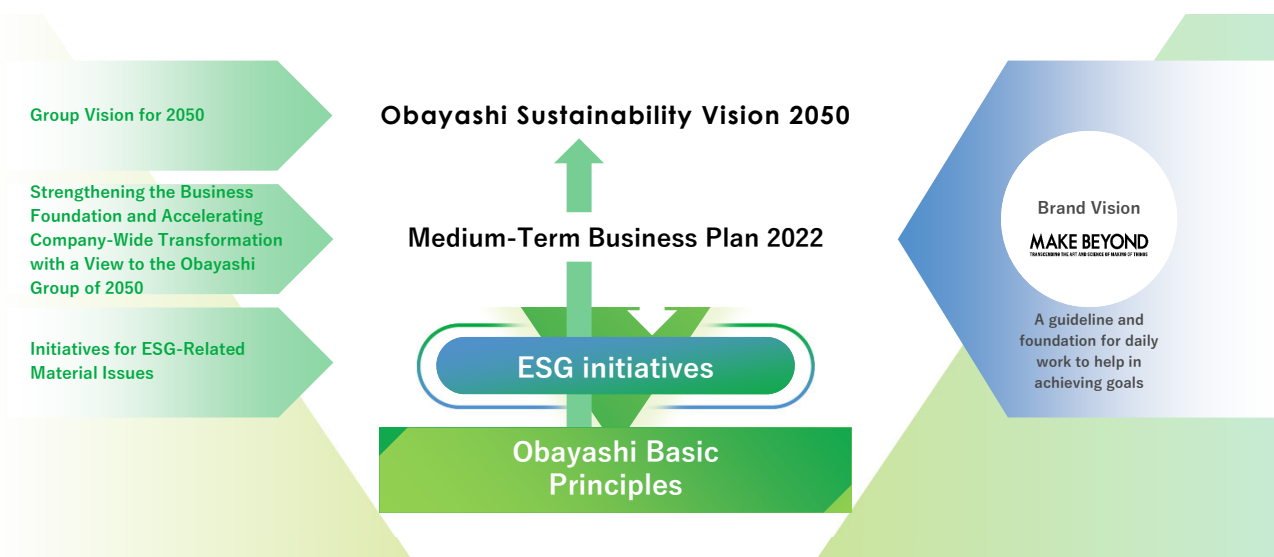 Group Vision for 2050
Obayashi Sustainability Vision 2050
Strengthening the Business
Foundation and Accelerating
Company-Wide Transformation
with a View to the Obayashi
Group of 2050
Medium-Term Business Plan 2022
Initiatives for ESG-Related
Material Issues
ESG initiatives
Obayashi Basic
Principles
Brand Vision
MAKE BEYOND
TRANSCENDING THE ART AND SCIENCE OF MAKING OF THINGS
A guideline and
foundation for daily
work to help in
achieving goals